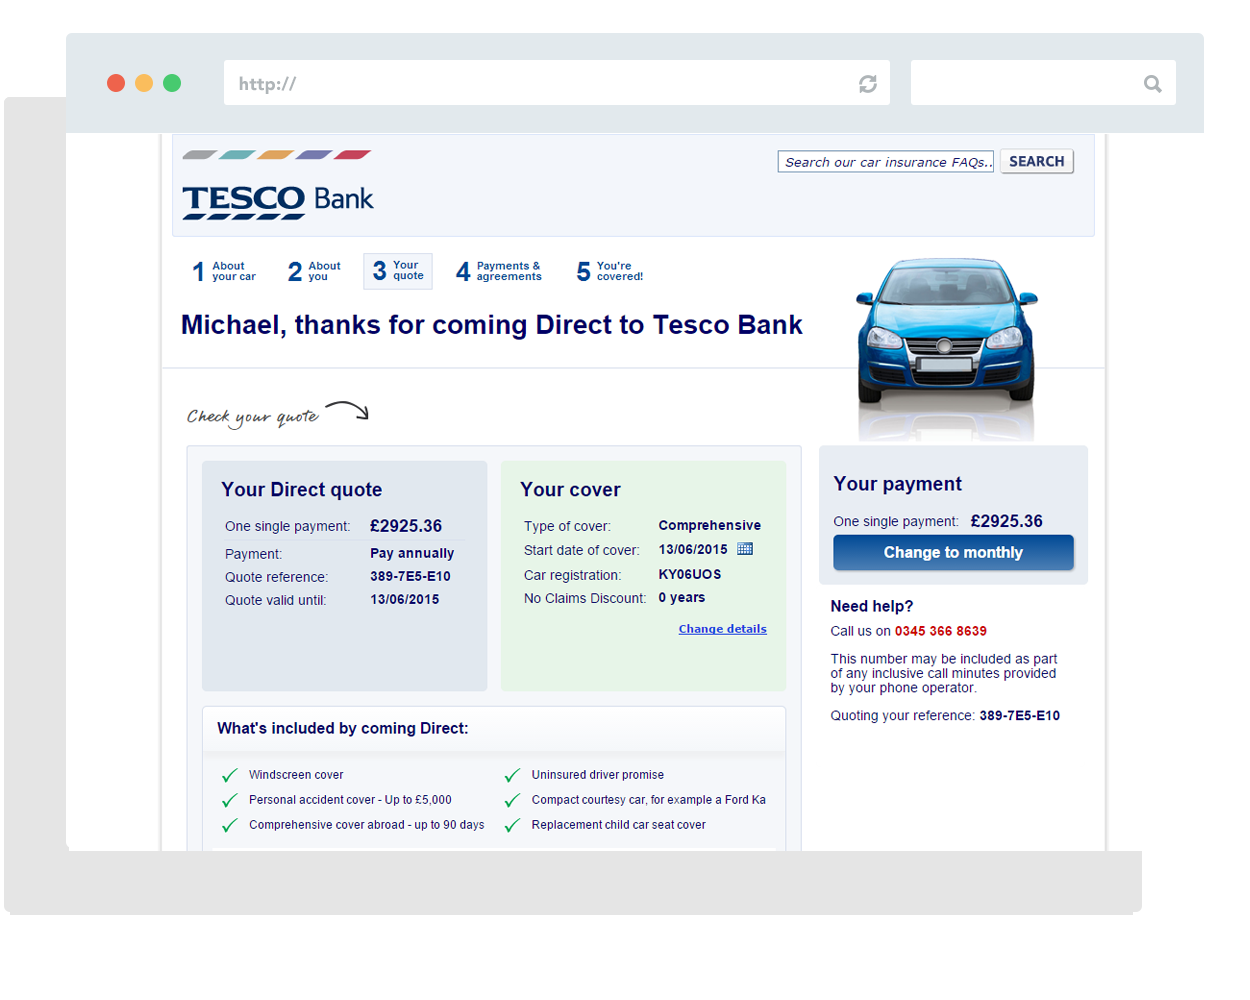 http://
Search our car insurance FAQs..
SEARCH
TESCO Bank
1 About
your car
2 About
you
3 Your
quote
4 Payments &
agreements
5 You're
covered!
Michael, thanks for coming Direct to Tesco Bank
Check your quote
Your Direct quote
One single payment: £2925.36
Payment: Pay annually
Quote reference: 389-7E5-E10
Quote valid until: 13/06/2015
Your cover
Type of cover: Comprehensive
Start date of cover: 13/06/2015
Car registration: KY06UOS
No Claims Discount: 0 years
Change details
Your payment
One single payment: £2925.36
Change to monthly
Need help?
Call us on 0345 366 8639
This number may be included as part
of any inclusive call minutes provided
by your phone operator.
Quoting your reference: 389-7E5-E10
What's included by coming Direct:
Windscreen cover
Personal accident cover - Up to £5,000
Comprehensive cover abroad - up to 90 days
Uninsured driver promise
Compact courtesy car, for example a Ford Ka
Replacement child car seat cover